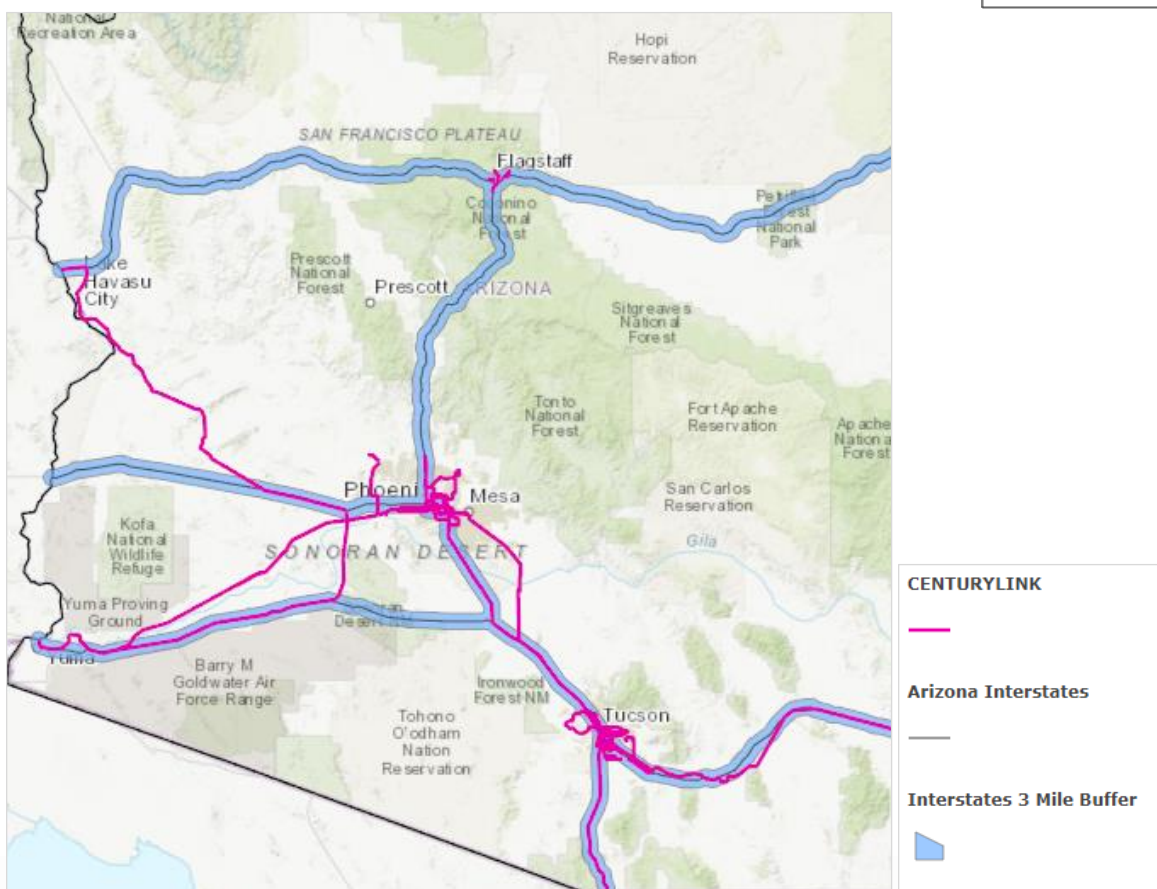 National
Recreation Area
Hopi
Reservation
SAN FRANCISCO PLATEAU
Flagstaff
Coconino
National
Forest
Petrified
Forest
National
Park
Lake
Havasu
City
Prescott
National
Forest
Prescott
ARIZONA
Sitgreaves
National
Forest
Tonto
National
Forest
Fort Apache
Reservation
Apache
National
Forest
Phoeni
Mesa
San Carlos
Reservation
Gila
Kofa
National
Wildlife
Refuge
SONORAN DESERT
Yuma Proving
Ground
Desert NM
Yuma
Barry M
Goldwater Air
Force Range
Ironwood
Forest NM
Tucson
Tohono
O'odham
Nation
Reservation
CENTURYLINK
Arizona Interstates
Interstates 3 Mile Buffer